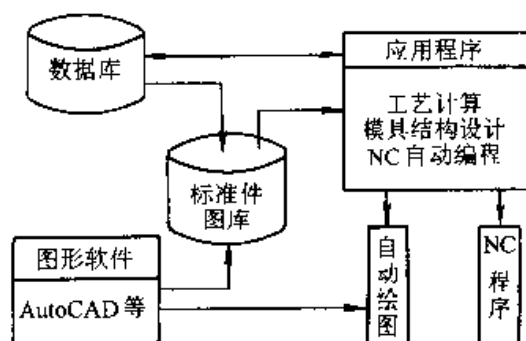 数据库
应用程序
工艺计算
模具结构设计
NC自动编程
标准件
图库
图形软件
AutoCAD等
自动绘图
NC程序